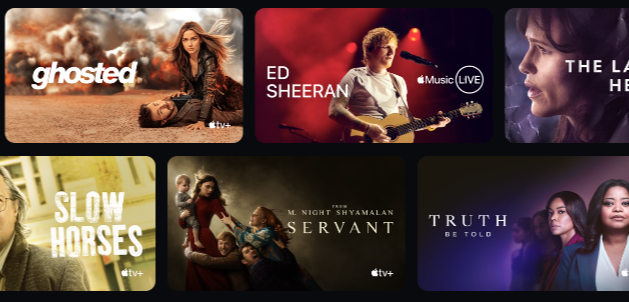 ghosted
tv+
ED
SHEERAN
Music LIVE
THE LA
HE
SLOW
HORSES
tv+
FROM
M. NIGHT SHYAMALAN
SERVANT
tv+
TRUTH
BE TOLD